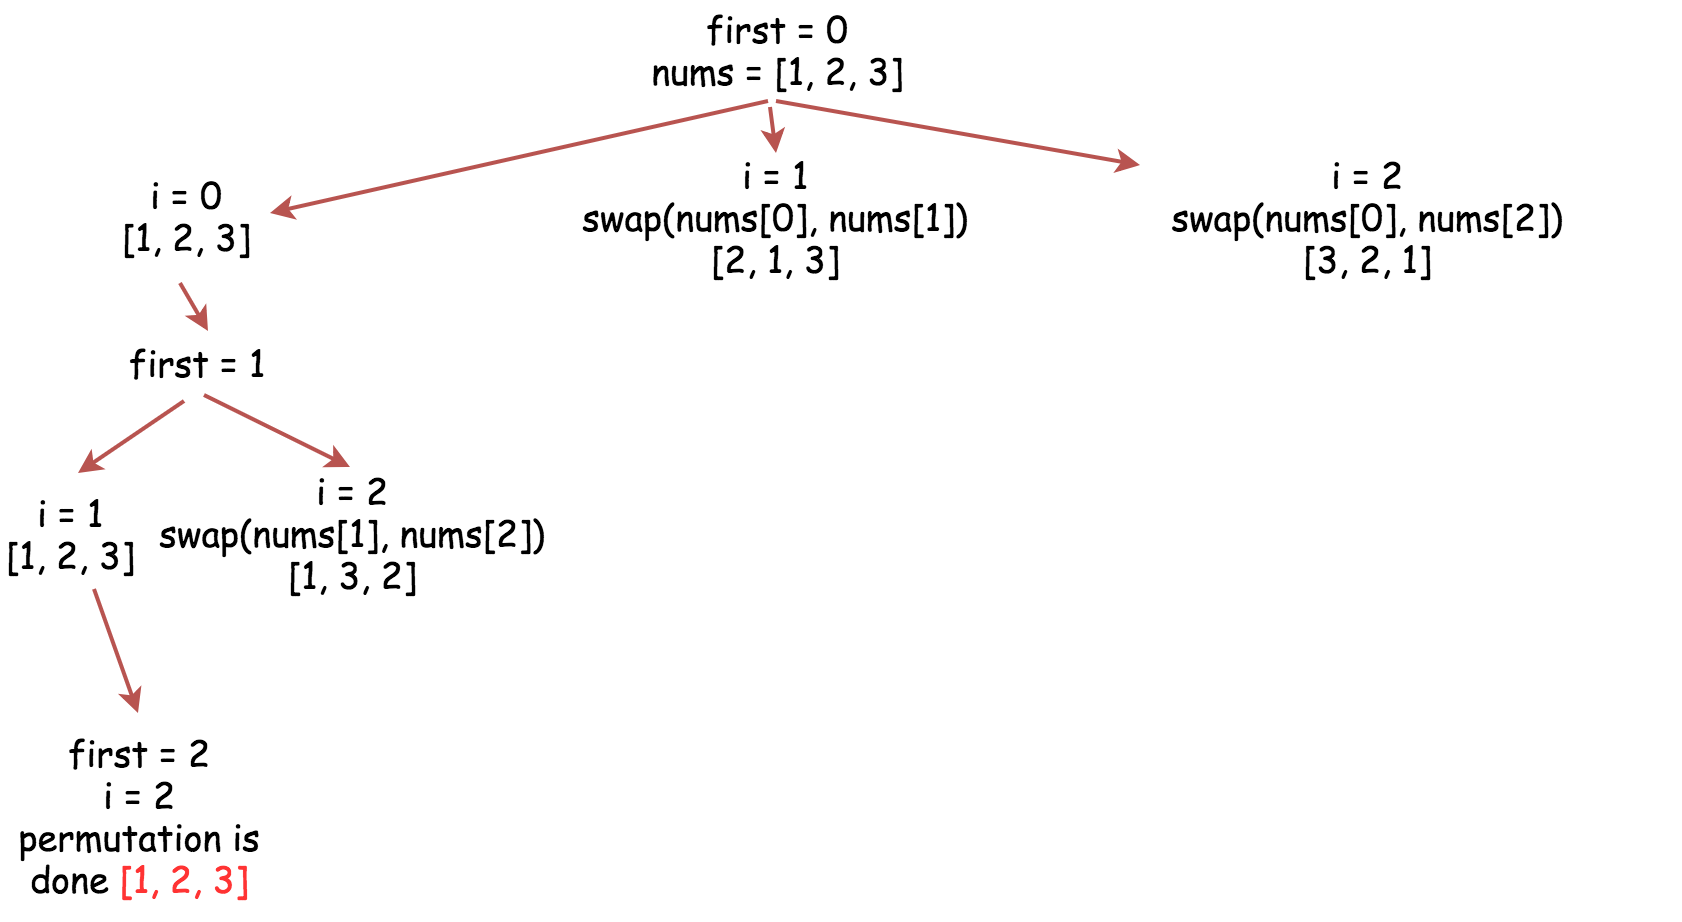 first = 0
nums = [1, 2, 3]
i = 0
[1, 2, 3]
i = 1
swap(nums[0], nums[1])
[2, 1, 3]
i = 2
swap(nums[0], nums[2])
[3, 2, 1]
first = 1
i = 1
[1, 2, 3]
i = 2
swap(nums[1], nums[2])
[1, 3, 2]
first = 2
i = 2
permutation is
done [1, 2, 3]